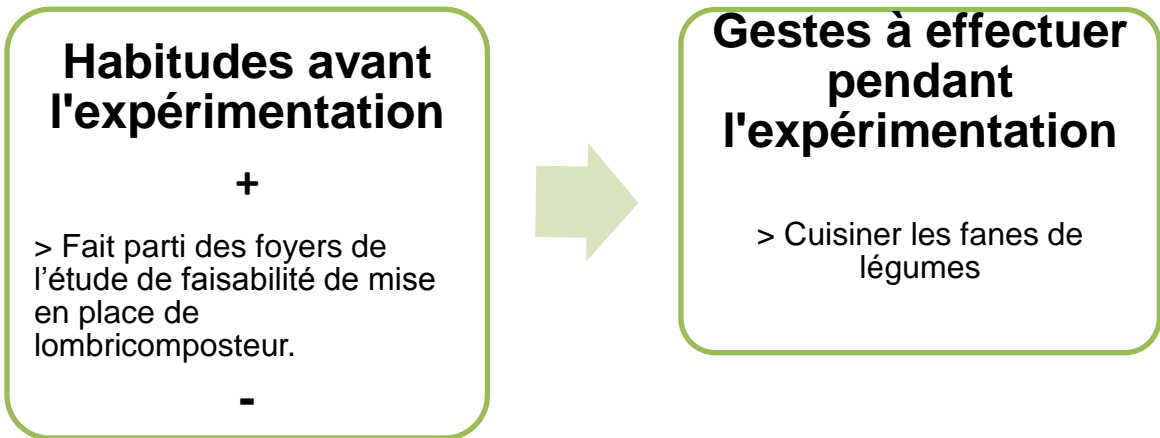 Habitudes avant
l'expérimentation
+
> Fait parti des foyers de
l’étude de faisabilité de mise
en place de
lombricomposteur.
-
Gestes à effectuer
pendant
l'expérimentation
> Cuisiner les fanes de
légumes